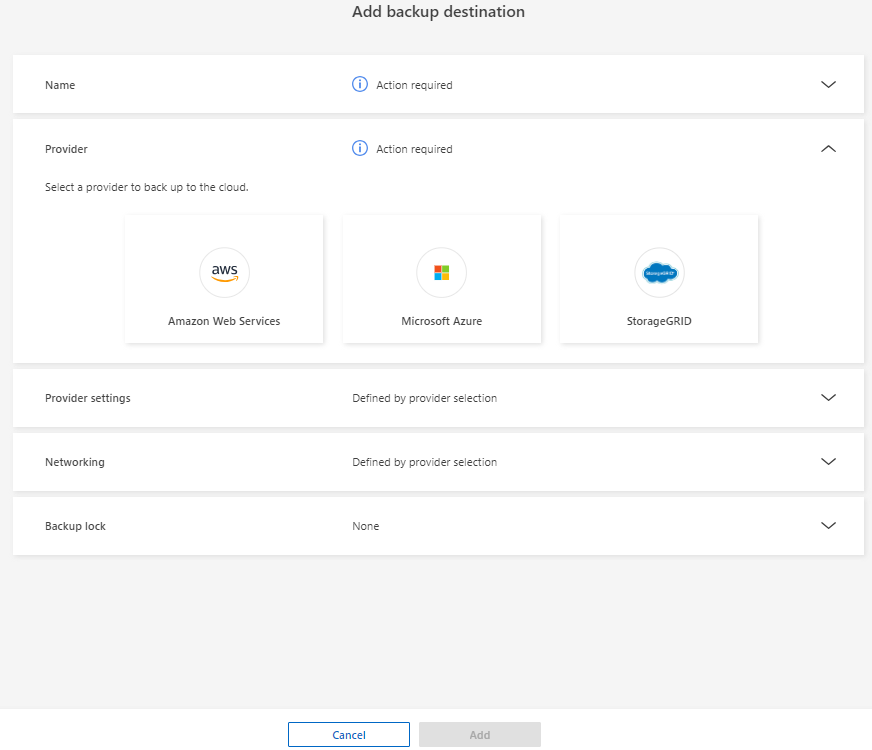 Add backup destination
Name
Action required
Provider
Action required
Select a provider to back up to the cloud.
aws
StorageGRID
Amazon Web Services
Microsoft Azure
StorageGRID
Provider settings
Defined by provider selection
Networking
Defined by provider selection
Backup lock
None
Cancel
Add